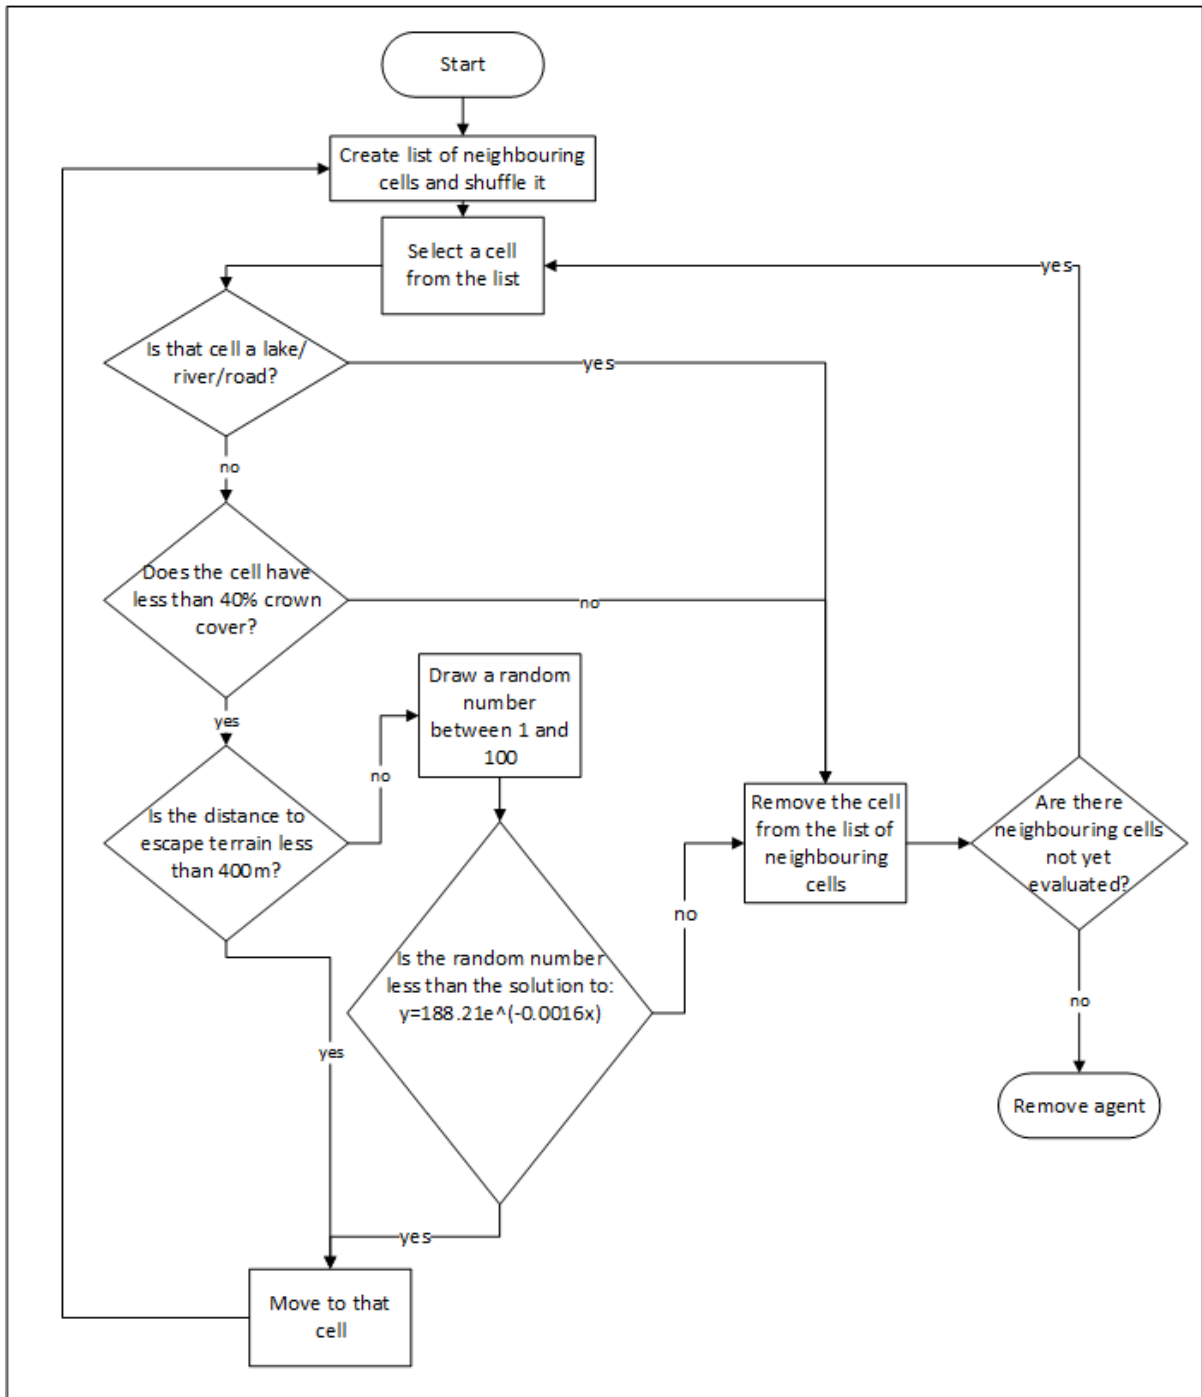 Start
Create list of neighbouring
cells and shuffle it
Select a cell
from the list
yes
Is that cell a lake/
river/road?
yes
no
Does the cell have
less than 40% crown
cover?
no
yes
Draw a random
number
between 1 and
100
no
Is the distance to
escape terrain less
than 400m?
Remove the cell
from the list of
neighbouring
cells
Are there
neighbouring cells
not yet
evaluated?
no
Is the random number
less than the solution to:
y=188.21e^(-0.0016x)
yes
no
Remove agent
yes
Move to that
cell